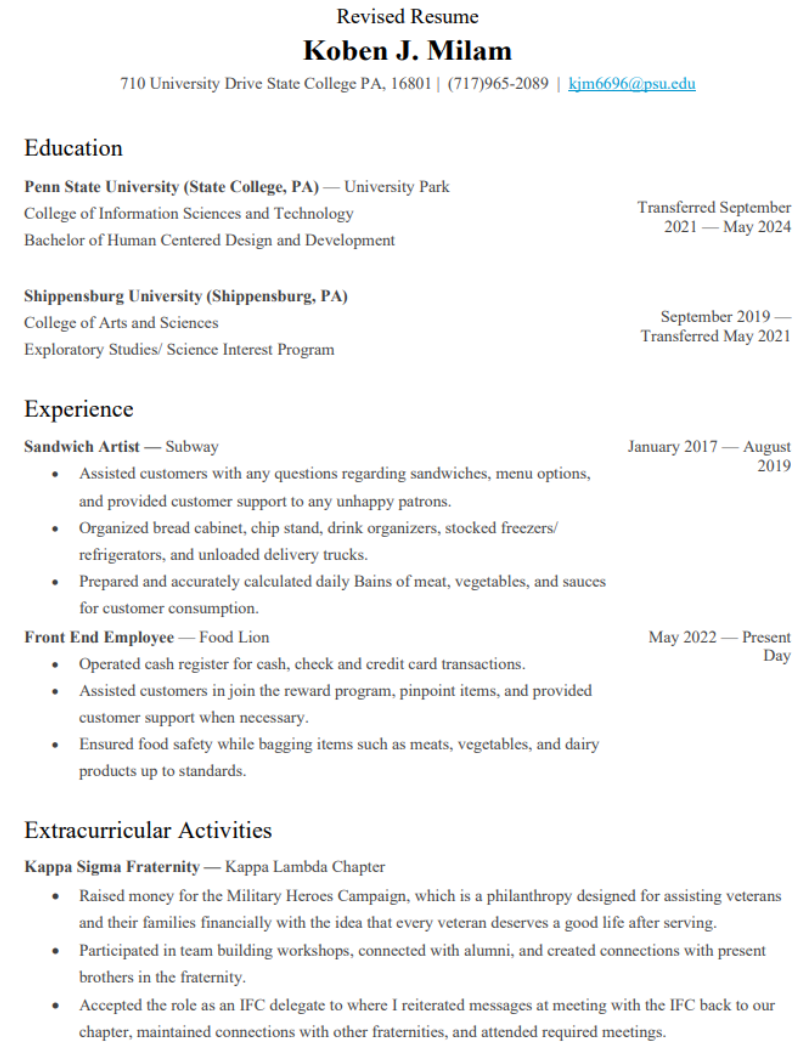 Revised Resume
Koben J. Milam
710 University Drive State College PA, 16801 | (717)965-2089 | kjm6696@psu.edu
Education
Penn State University (State College, PA) — University Park
College of Information Sciences and Technology
Bachelor of Human Centered Design and Development
Transferred September
2021 — May 2024
Shippensburg University (Shippensburg, PA)
College of Arts and Sciences
Exploratory Studies/ Science Interest Program
September 2019 —
Transferred May 2021
Experience
Sandwich Artist — Subway
January 2017 — August
2019
• Assisted customers with any questions regarding sandwiches, menu options,
and provided customer support to any unhappy patrons.
• Organized bread cabinet, chip stand, drink organizers, stocked freezers/
refrigerators, and unloaded delivery trucks.
• Prepared and accurately calculated daily Bains of meat, vegetables, and sauces
for customer consumption.
Front End Employee — Food Lion
May 2022 — Present
Day
• Operated cash register for cash, check and credit card transactions.
• Assisted customers in join the reward program, pinpoint items, and provided
customer support when necessary.
• Ensured food safety while bagging items such as meats, vegetables, and dairy
products up to standards.
Extracurricular Activities
Kappa Sigma Fraternity — Kappa Lambda Chapter
• Raised money for the Military Heroes Campaign, which is a philanthropy designed for assisting veterans
and their families financially with the idea that every veteran deserves a good life after serving.
• Participated in team building workshops, connected with alumni, and created connections with present
brothers in the fraternity.
• Accepted the role as an IFC delegate to where I reiterated messages at meeting with the IFC back to our
chapter, maintained connections with other fraternities, and attended required meetings.